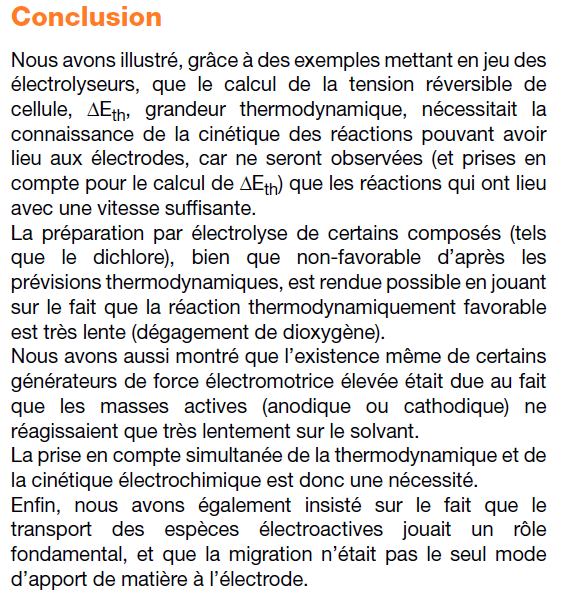 Conclusion
Nous avons illustré, grâce à des exemples mettant en jeu des
électrolyseurs, que le calcul de la tension réversible de
cellule, ΔEth, grandeur thermodynamique, nécessitait la
connaissance de la cinétique des réactions pouvant avoir
lieu aux électrodes, car ne seront observées (et prises en
compte pour le calcul de ΔEth) que les réactions qui ont lieu
avec une vitesse suffisante.
La préparation par électrolyse de certains composés (tels
que le dichlore), bien que non-favorable d’après les
prévisions thermodynamiques, est rendue possible en jouant
sur le fait que la réaction thermodynamiquement favorable
est très lente (dégagement de dioxygène).
Nous avons aussi montré que l’existence même de certains
générateurs de force électromotrice élevée était due au fait
que les masses actives (anodique ou cathodique) ne
réagissaient que très lentement sur le solvant.
La prise en compte simultanée de la thermodynamique et de
la cinétique électrochimique est donc une nécessité.
Enfin, nous avons également insisté sur le fait que le
transport des espèces électroactives jouait un rôle
fondamental, et que la migration n’était pas le seul mode
d’apport de matière à l’électrode.